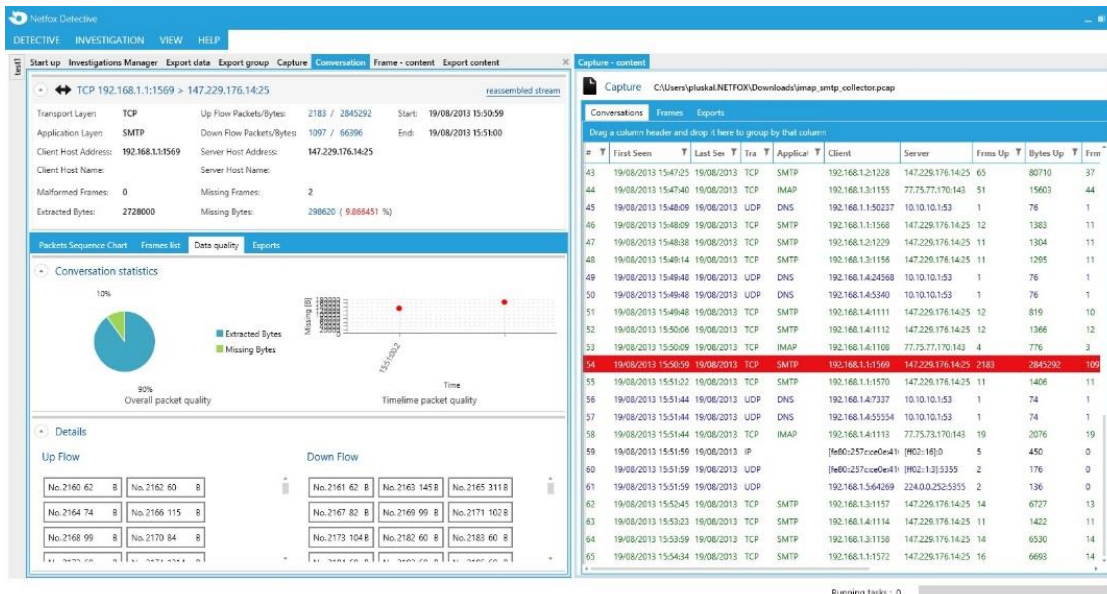 Netfox Detective
DETECTIVE INVESTIGATION VIEW HELP
test1
Start up Investigations Manager Export data Export group Capture Conversation Frame - content Export content
TCP 192.168.1.1:1569 > 147.229.176.14:25 reassembled stream
Transport Layer: TCP Up Flow Packets/Bytes: 2183 / 2845292 Start: 19/08/2013 15:50:59
Application Layer: SMTP Down Flow Packets/Bytes: 1097 / 66396 End: 19/08/2013 15:51:00
Client Host Address: 192.168.1.1:1569 Server Host Address: 147.229.176.14:25
Client Host Name: Server Host Name:
Malformed Frames: 0 Missing Frames: 2
Extracted Bytes: 2728000 Missing Bytes: 298620 ( 9.866451 %)
Packets Sequence Chart Frames list Data quality Exports
Conversation statistics
10%
Extracted Bytes
Missing Bytes
90%
Overall packet quality
Missing [B]
15:51:00.2
Time
Timelime packet quality
Details
Up Flow Down Flow
No.2160 62 B No.2162 60 B No.2161 62 B No.2163 145 B No.2165 311 B
No.2164 74 B No.2166 115 B No.2167 82 B No.2169 99 B No.2171 102 B
No.2168 99 B No.2170 84 B No.2173 104 B No.2182 60 B No.2183 60 B
Capture - content
Capture C:\Users\pluskal.NETFOX\Downloads\imap_smtp_collector.pcap
Conversations Frames Exports
Drag a column header and drop it here to group by that column
# First Seen Last See Tra Applicat Client Server Frms Up Bytes Up Frm
43 19/08/2013 15:47:25 19/08/2013 TCP SMTP 192.168.1.2:1228 147.229.176.14:25 65 80710 37
44 19/08/2013 15:47:40 19/08/2013 TCP IMAP 192.168.1.3:1155 77.75.77.170:143 51 15603 44
45 19/08/2013 15:48:09 19/08/2013 UDP DNS 192.168.1.1:50237 10.10.10.1:53 1 76 1
46 19/08/2013 15:48:09 19/08/2013 TCP SMTP 192.168.1.1:1568 147.229.176.14:25 12 1383 11
47 19/08/2013 15:48:38 19/08/2013 TCP SMTP 192.168.1.2:1229 147.229.176.14:25 11 1304 11
48 19/08/2013 15:49:14 19/08/2013 TCP SMTP 192.168.1.3:1156 147.229.176.14:25 11 1295 11
49 19/08/2013 15:49:48 19/08/2013 UDP DNS 192.168.1.4:24568 10.10.10.1:53 1 76 1
50 19/08/2013 15:49:48 19/08/2013 UDP DNS 192.168.1.4:5340 10.10.10.1:53 1 76 1
51 19/08/2013 15:49:48 19/08/2013 TCP SMTP 192.168.1.4:1111 147.229.176.14:25 12 819 10
52 19/08/2013 15:50:06 19/08/2013 TCP SMTP 192.168.1.4:1112 147.229.176.14:25 12 1366 12
53 19/08/2013 15:50:09 19/08/2013 TCP IMAP 192.168.1.4:1108 77.75.77.170:143 4 776 3
54 19/08/2013 15:50:59 19/08/2013 TCP SMTP 192.168.1.1:1569 147.229.176.14:25 2183 2845292 109
55 19/08/2013 15:51:22 19/08/2013 TCP SMTP 192.168.1.1:1570 147.229.176.14:25 11 1406 11
56 19/08/2013 15:51:44 19/08/2013 UDP DNS 192.168.1.4:7337 10.10.10.1:53 1 74 1
57 19/08/2013 15:51:44 19/08/2013 UDP DNS 192.168.1.4:55554 10.10.10.1:53 1 74 1
58 19/08/2013 15:51:44 19/08/2013 TCP IMAP 192.168.1.4:1113 77.75.73.170:143 19 2076 19
59 19/08/2013 15:51:59 19/08/2013 IP [fe80::257c:ce0e:41 [ff02::16]:0 5 450 0
60 19/08/2013 15:51:59 19/08/2013 UDP [fe80::257c:ce0e:41 [ff02::1:3]:5355 2 176 0
61 19/08/2013 15:51:59 19/08/2013 UDP 192.168.1.5:64269 224.0.0.252:5355 2 136 0
62 19/08/2013 15:52:45 19/08/2013 TCP SMTP 192.168.1.3:1157 147.229.176.14:25 14 6727 13
63 19/08/2013 15:53:23 19/08/2013 TCP SMTP 192.168.1.4:1114 147.229.176.14:25 11 1422 11
64 19/08/2013 15:53:59 19/08/2013 TCP SMTP 192.168.1.3:1158 147.229.176.14:25 14 6530 14
65 19/08/2013 15:54:34 19/08/2013 TCP SMTP 192.168.1.1:1572 147.229.176.14:25 16 6693 14
Running tasks : 0